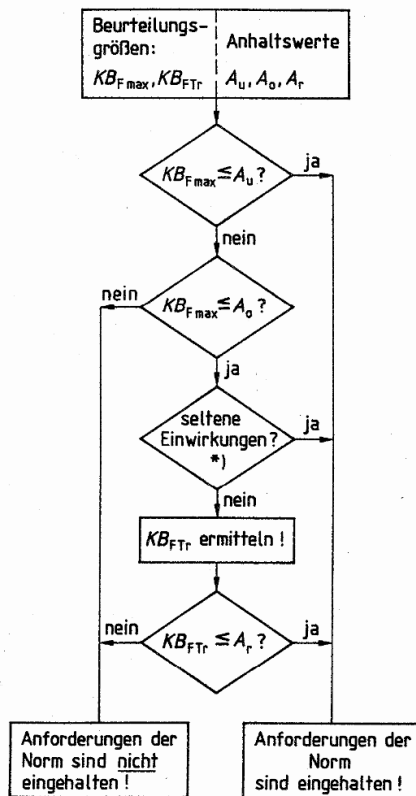 Beurteilungs-
größen:
KB_Fmax, KB_FTr
Anhaltswerte
A_u, A_o, A_r
KB_Fmax ≦ A_u ?
ja
nein
nein
KB_Fmax ≦ A_o ?
ja
seltene
Einwirkungen?
*)
ja
nein
KB_FTr ermitteln !
nein
KB_FTr ≦ A_r ?
ja
Anforderungen der
Norm sind nicht
eingehalten !
Anforderungen der
Norm
sind eingehalten !